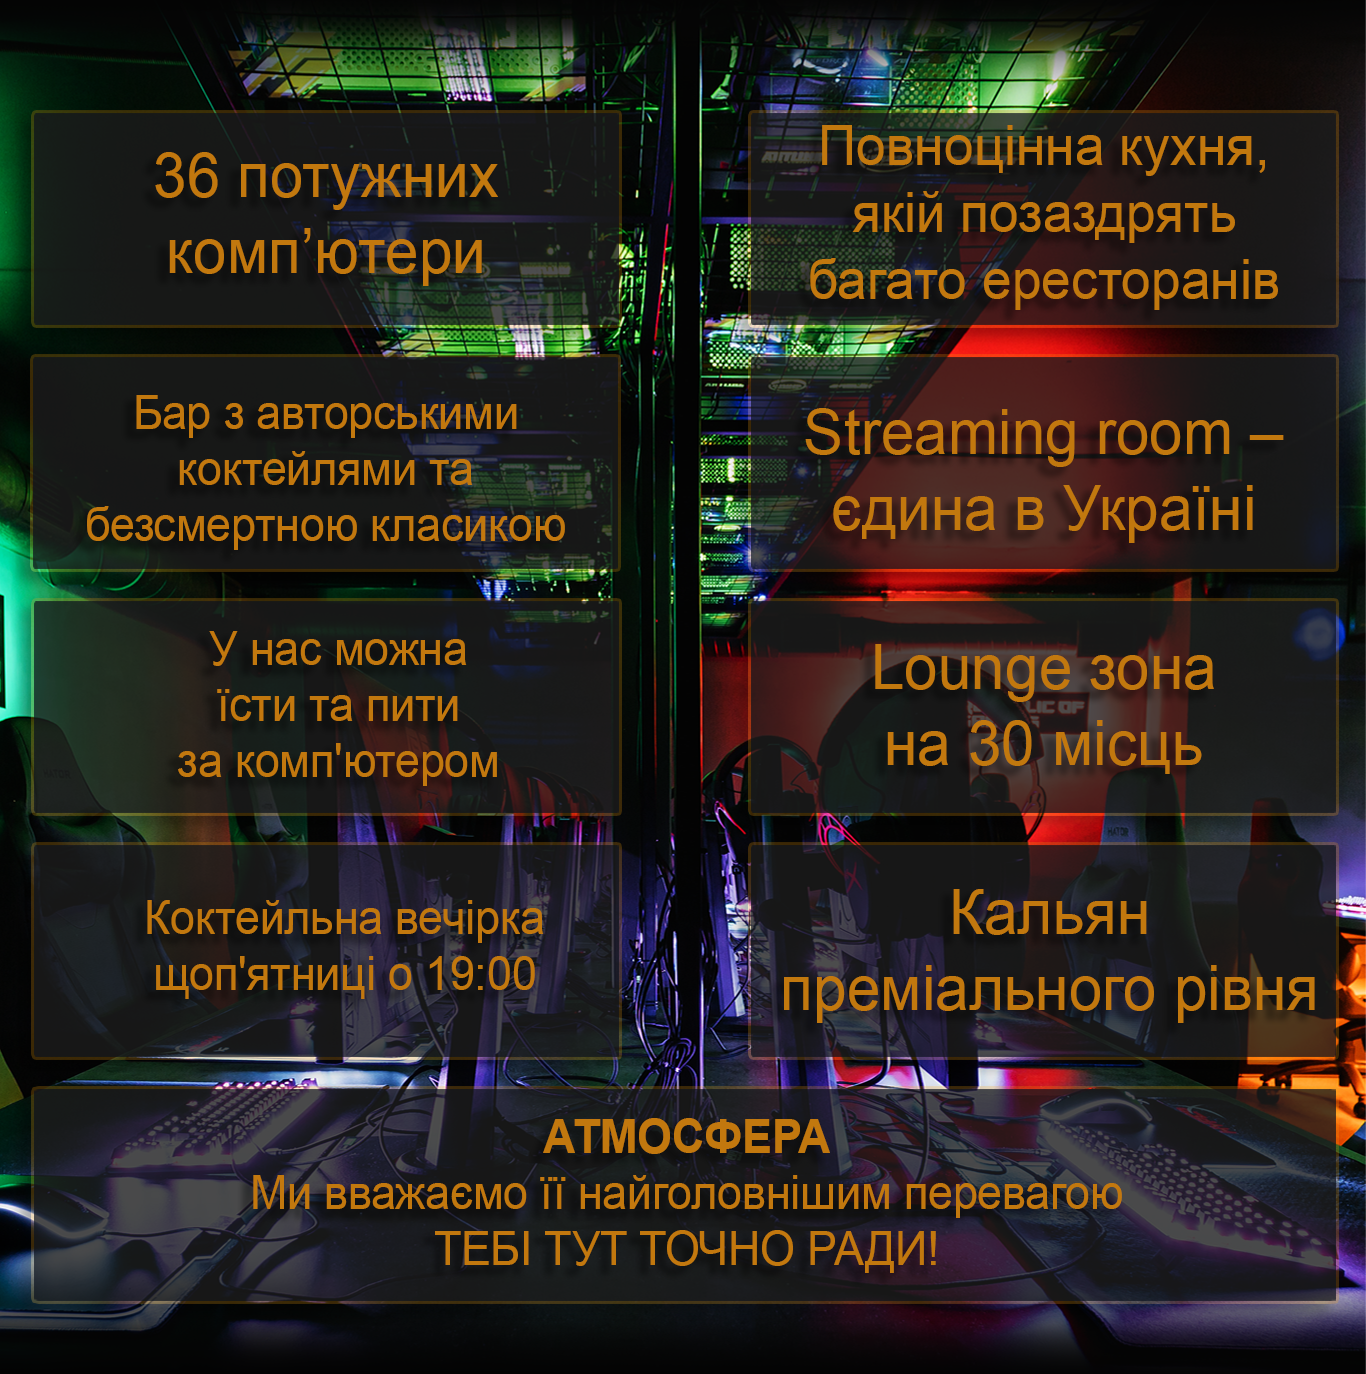 36 потужних
комп’ютери
Повноцінна кухня,
якій позаздрять
багато ересторанів
Бар з авторськими
коктейлями та
безсмертною класикою
Streaming room –
єдина в Україні
У нас можна
їсти та пити
за комп'ютером
Lounge зона
на 30 місць
Коктейльна вечірка
щоп'ятниці о 19:00
Кальян
преміального рівня
АТМОСФЕРА
Ми вважаємо її найголовнішим перевагою
ТЕБІ ТУТ ТОЧНО РАДИ!
HATOR